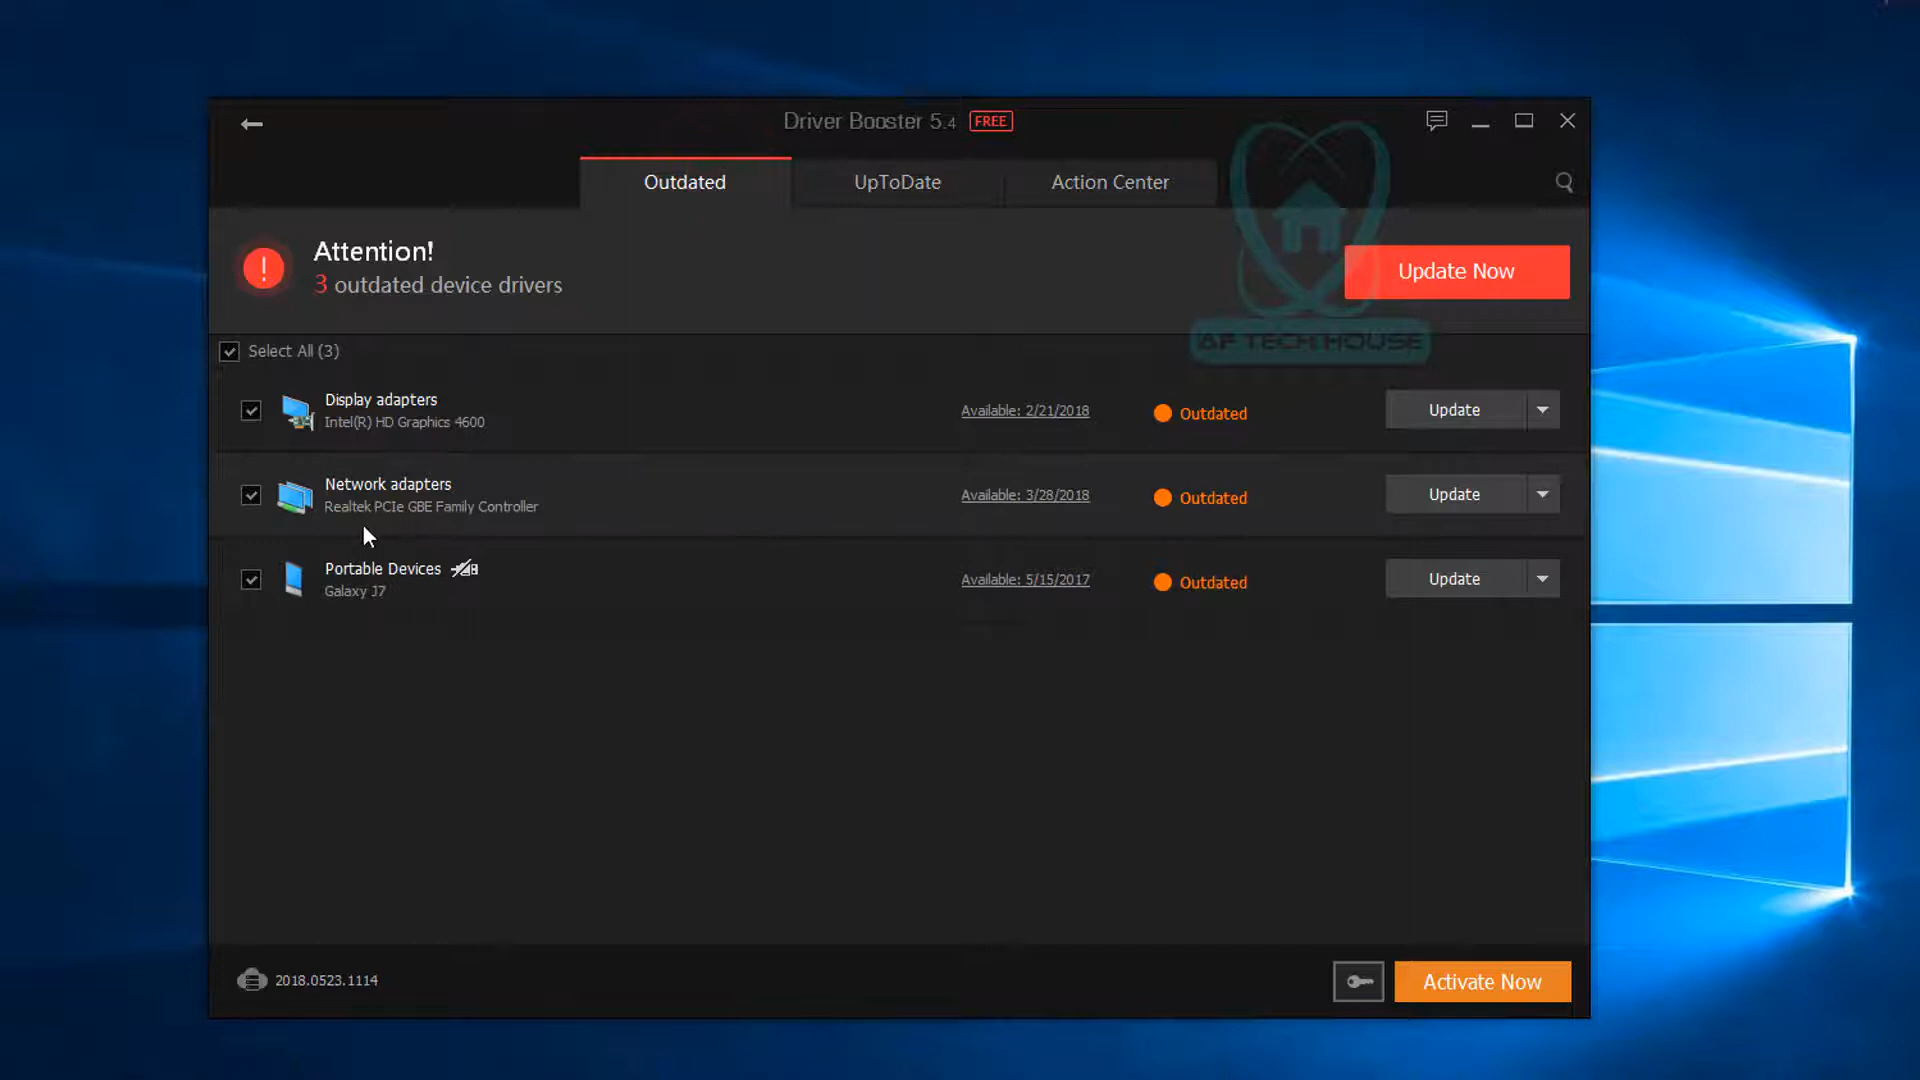 Driver Booster 5.4 FREE
Outdated
UpToDate
Action Center
Attention!
3 outdated device drivers
Update Now
AF TECH HOUSE
Select All (3)
Display adapters
Intel(R) HD Graphics 4600
Available: 2/21/2018
Outdated
Update
Network adapters
Realtek PCIe GBE Family Controller
Available: 3/28/2018
Outdated
Update
Portable Devices
Galaxy J7
Available: 5/15/2017
Outdated
Update
2018.0523.1114
Activate Now